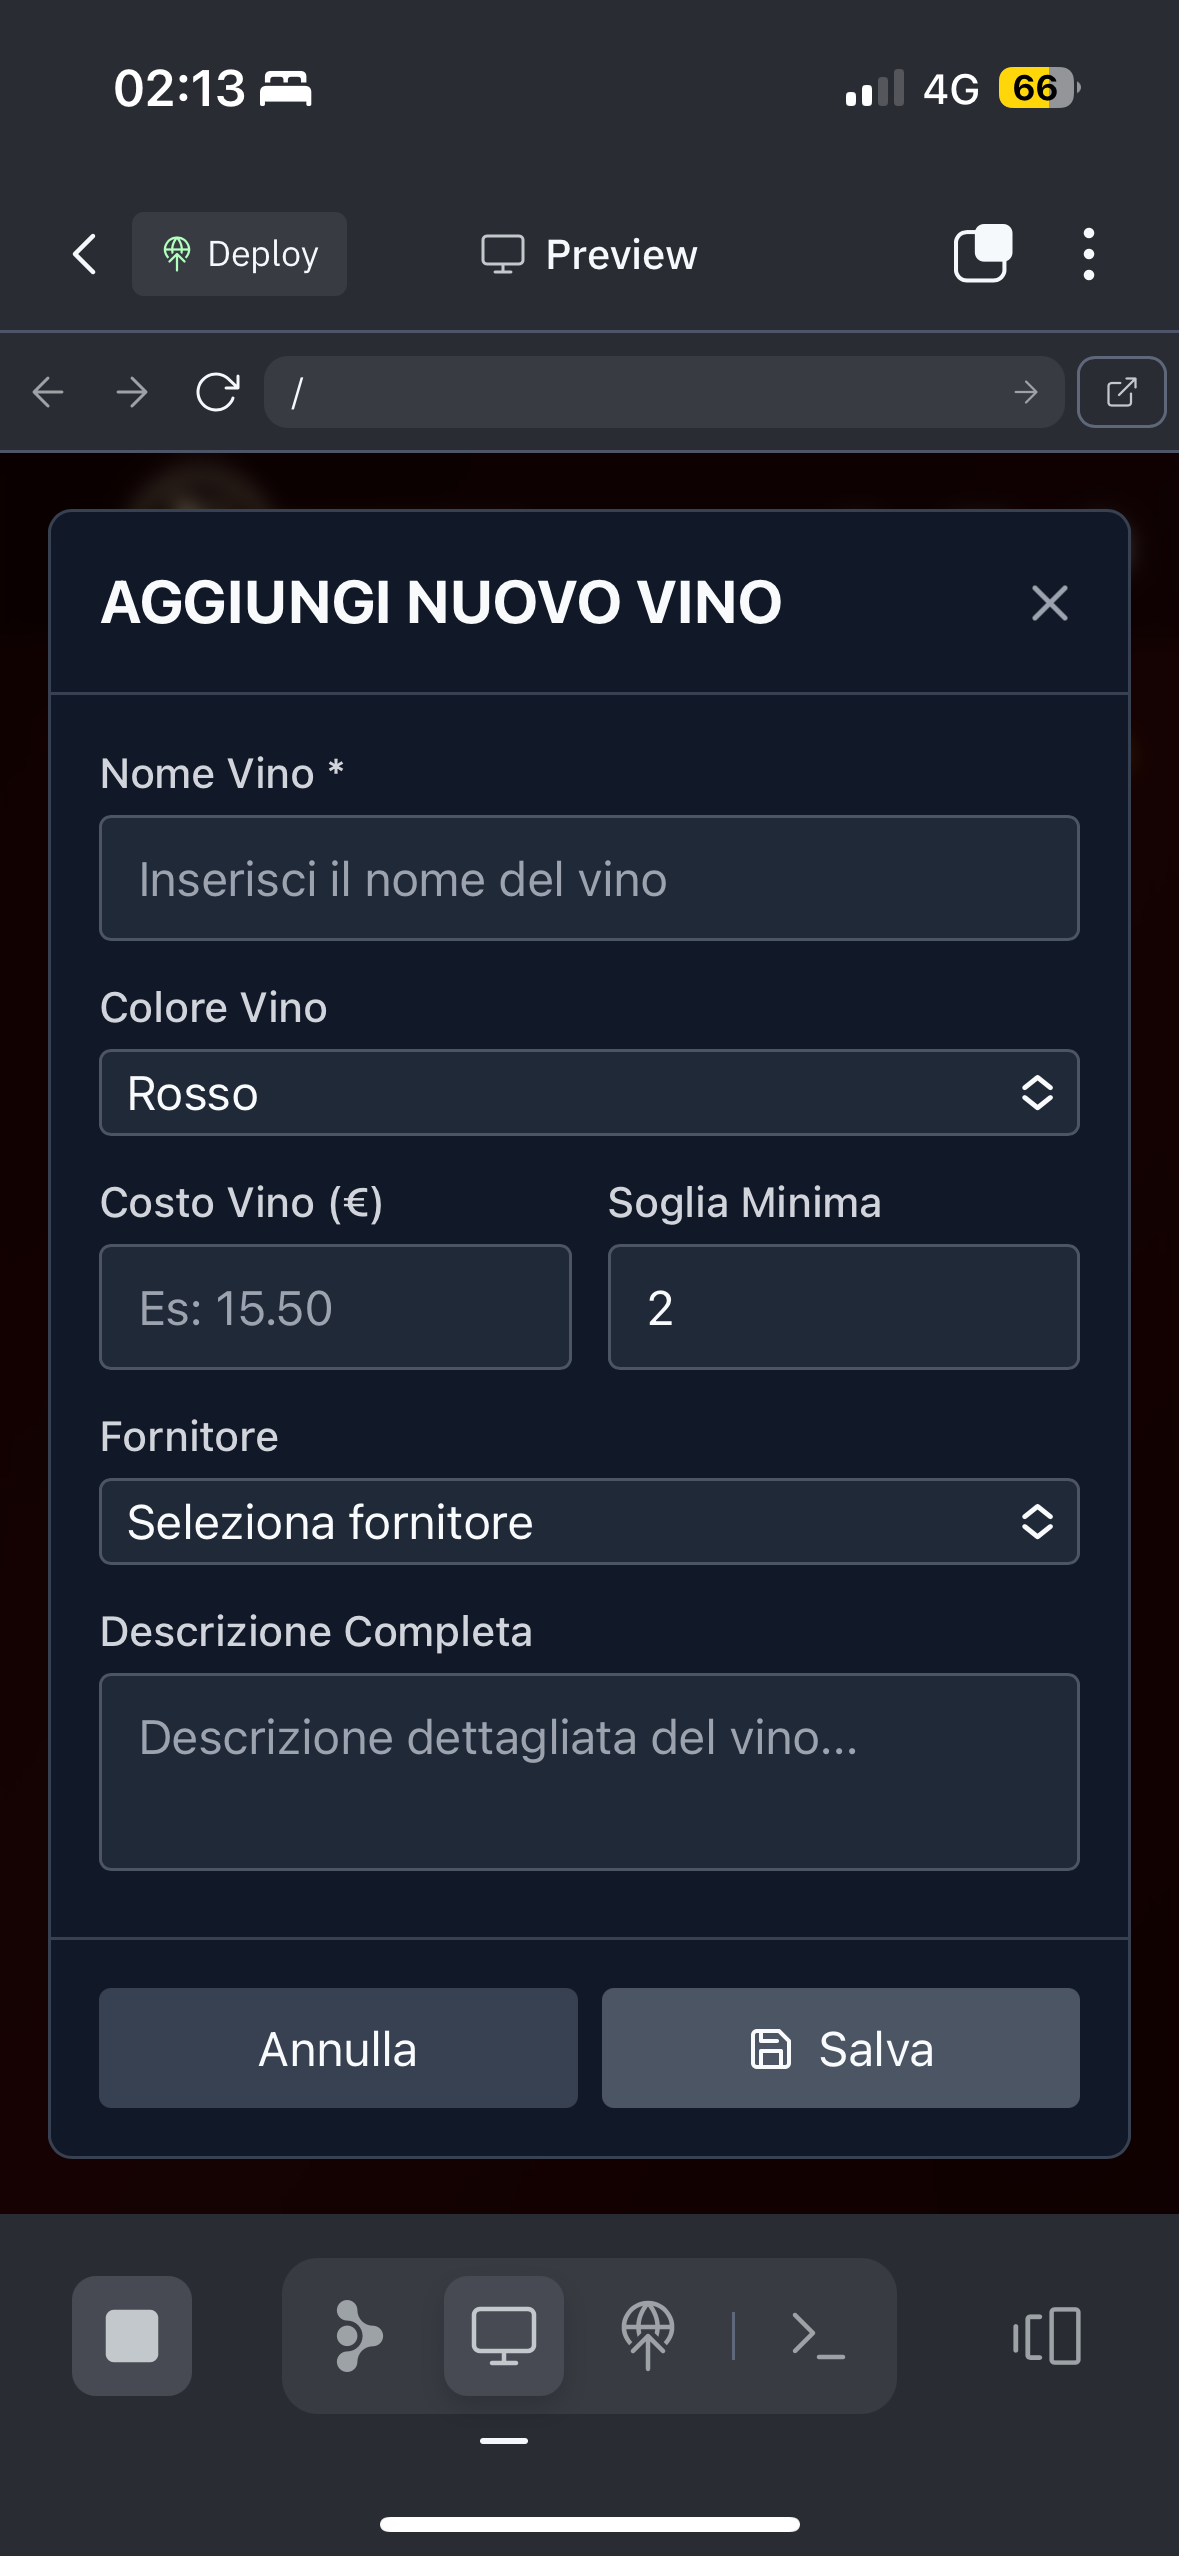 02:13
4G 66
Deploy
Preview
/
AGGIUNGI NUOVO VINO
Nome Vino *
Inserisci il nome del vino
Colore Vino
Rosso
Costo Vino (€)
Soglia Minima
Es: 15.50
2
Fornitore
Seleziona fornitore
Descrizione Completa
Descrizione dettagliata del vino...
Annulla
Salva